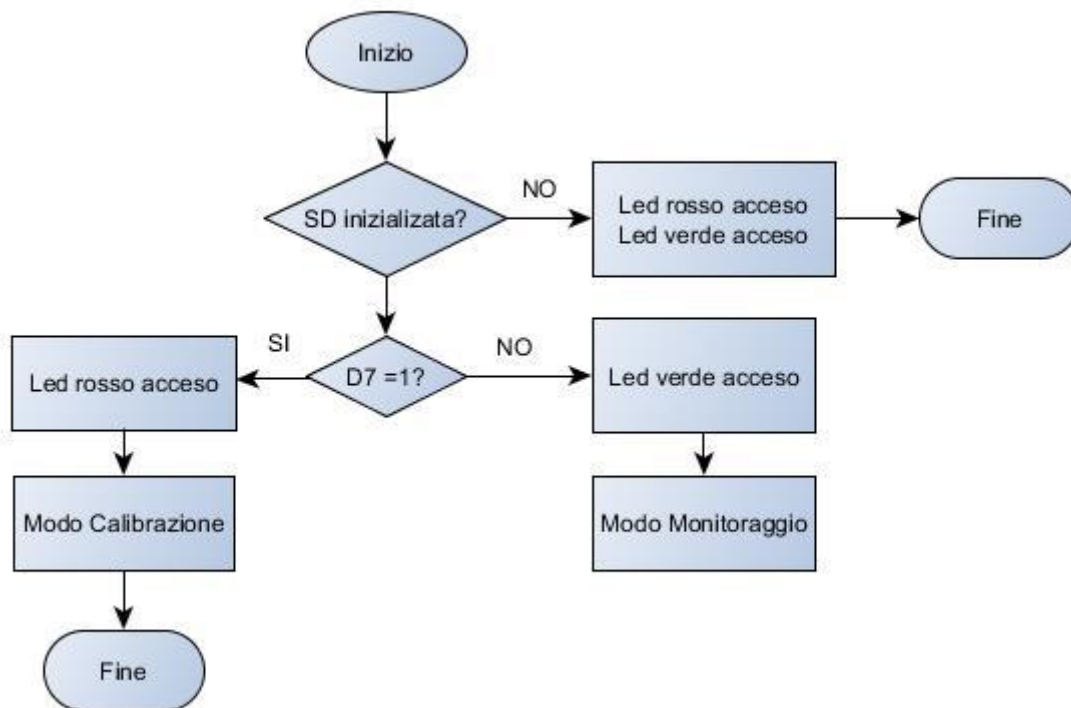 Inizio
SD inizializata?
NO
Led rosso acceso
Led verde acceso
Fine
SI
D7 =1?
NO
Led rosso acceso
Led verde acceso
Modo Calibrazione
Modo Monitoraggio
Fine